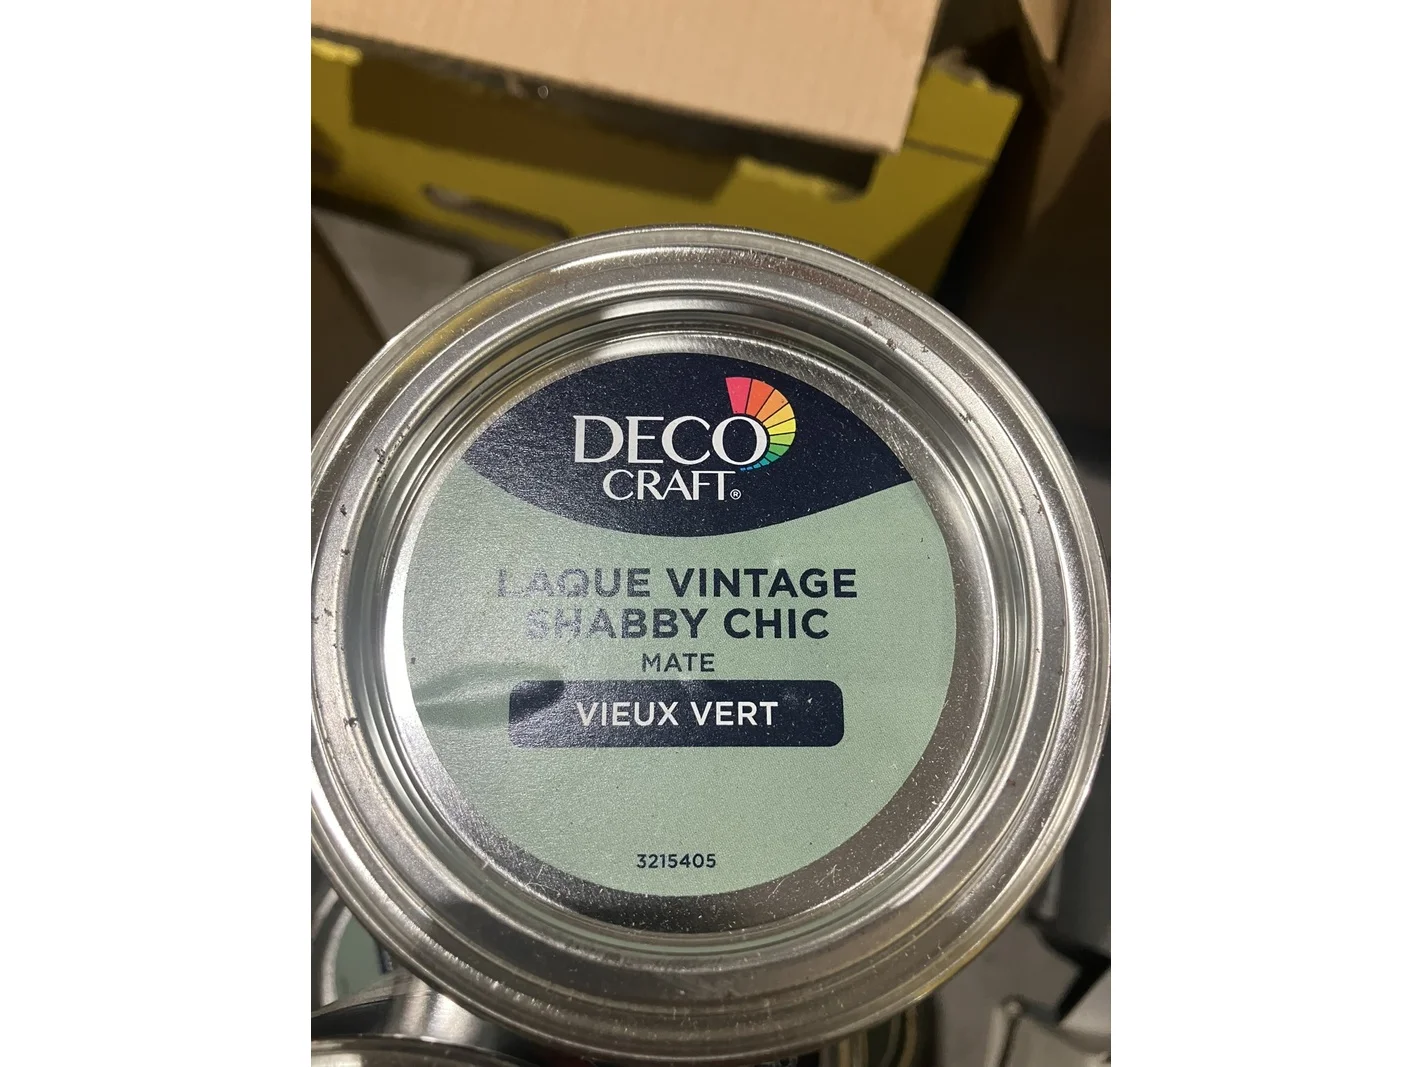 DECO
CRAFT®
LAQUE VINTAGE
SHABBY CHIC
MATE
VIEUX VERT
3215405